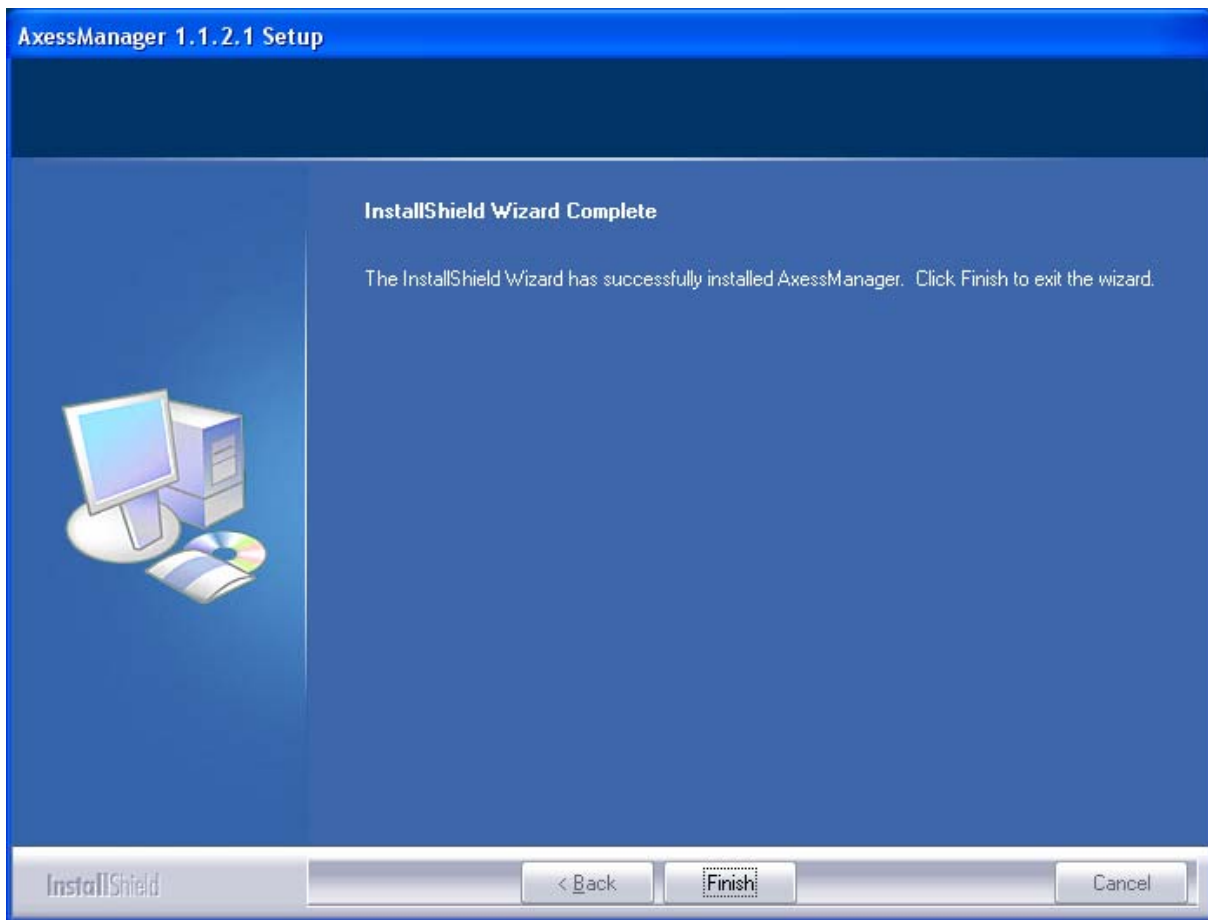 AxessManager 1.1.2.1 Setup
InstallShield Wizard Complete
The InstallShield Wizard has successfully installed AxessManager. Click Finish to exit the wizard.
InstallShield
< Back
Finish
Cancel